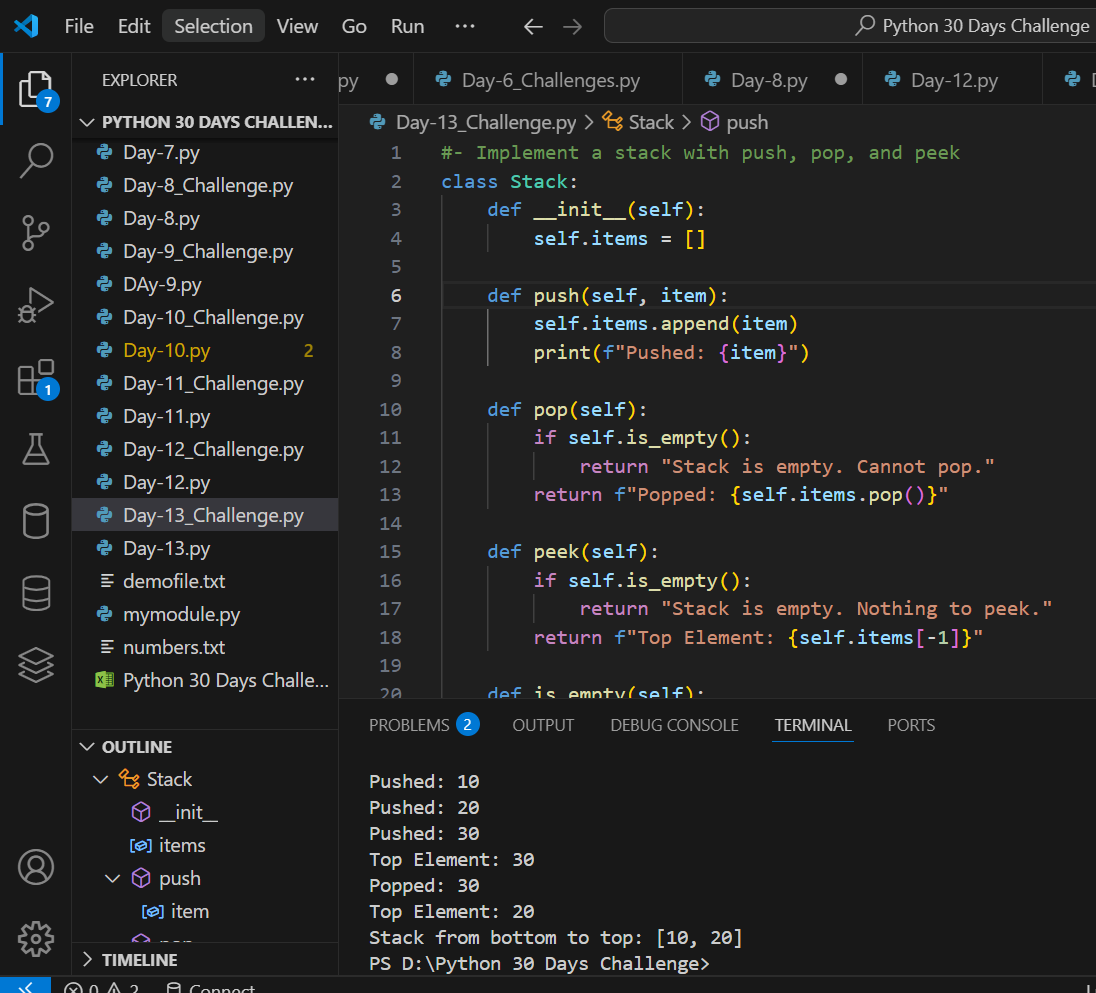 File Edit Selection View Go Run ··· Python 30 Days Challenge
EXPLORER ···
py Day-6_Challenges.py Day-8.py Day-12.py
PYTHON 30 DAYS CHALLEN...
Day-7.py
Day-8_Challenge.py
Day-8.py
Day-9_Challenge.py
DAy-9.py
Day-10_Challenge.py
Day-10.py 2
Day-11_Challenge.py
Day-11.py
Day-12_Challenge.py
Day-12.py
Day-13_Challenge.py
Day-13.py
demofile.txt
mymodule.py
numbers.txt
Python 30 Days Challe...
OUTLINE
Stack
__init__
items
push
item
TIMELINE
7
1
Day-13_Challenge.py > Stack > push
1 #- Implement a stack with push, pop, and peek
2 class Stack:
3 def __init__(self):
4 self.items = []
5
6 def push(self, item):
7 self.items.append(item)
8 print(f"Pushed: {item}")
9
10 def pop(self):
11 if self.is_empty():
12 return "Stack is empty. Cannot pop."
13 return f"Popped: {self.items.pop()}"
14
15 def peek(self):
16 if self.is_empty():
17 return "Stack is empty. Nothing to peek."
18 return f"Top Element: {self.items[-1]}"
19
20 def is_empty(self):
PROBLEMS 2 OUTPUT DEBUG CONSOLE TERMINAL PORTS
Pushed: 10
Pushed: 20
Pushed: 30
Top Element: 30
Popped: 30
Top Element: 20
Stack from bottom to top: [10, 20]
PS D:\Python 30 Days Challenge>
0 2 Connect